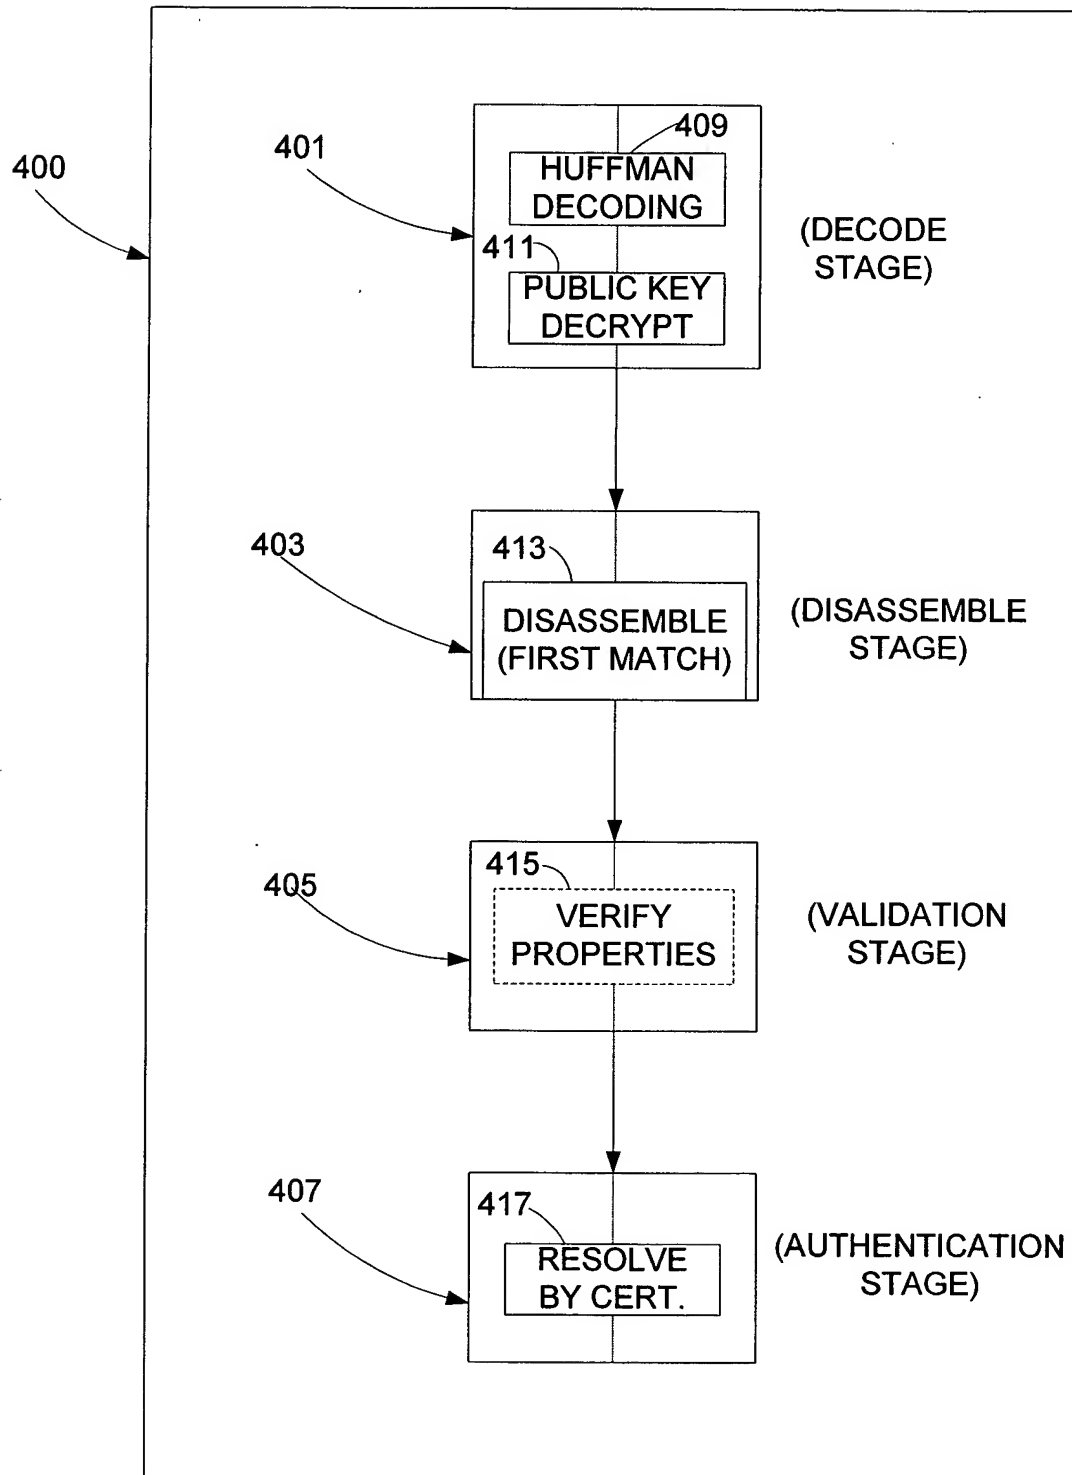 409
401
400
HUFFMAN
DECODING
(DECODE
STAGE)
411
PUBLIC KEY
DECRYPT
403
413
DISASSEMBLE
(FIRST MATCH)
(DISASSEMBLE
STAGE)
415
405
VERIFY
PROPERTIES
(VALIDATION
STAGE)
407
417
RESOLVE
BY CERT.
(AUTHENTICATION
STAGE)